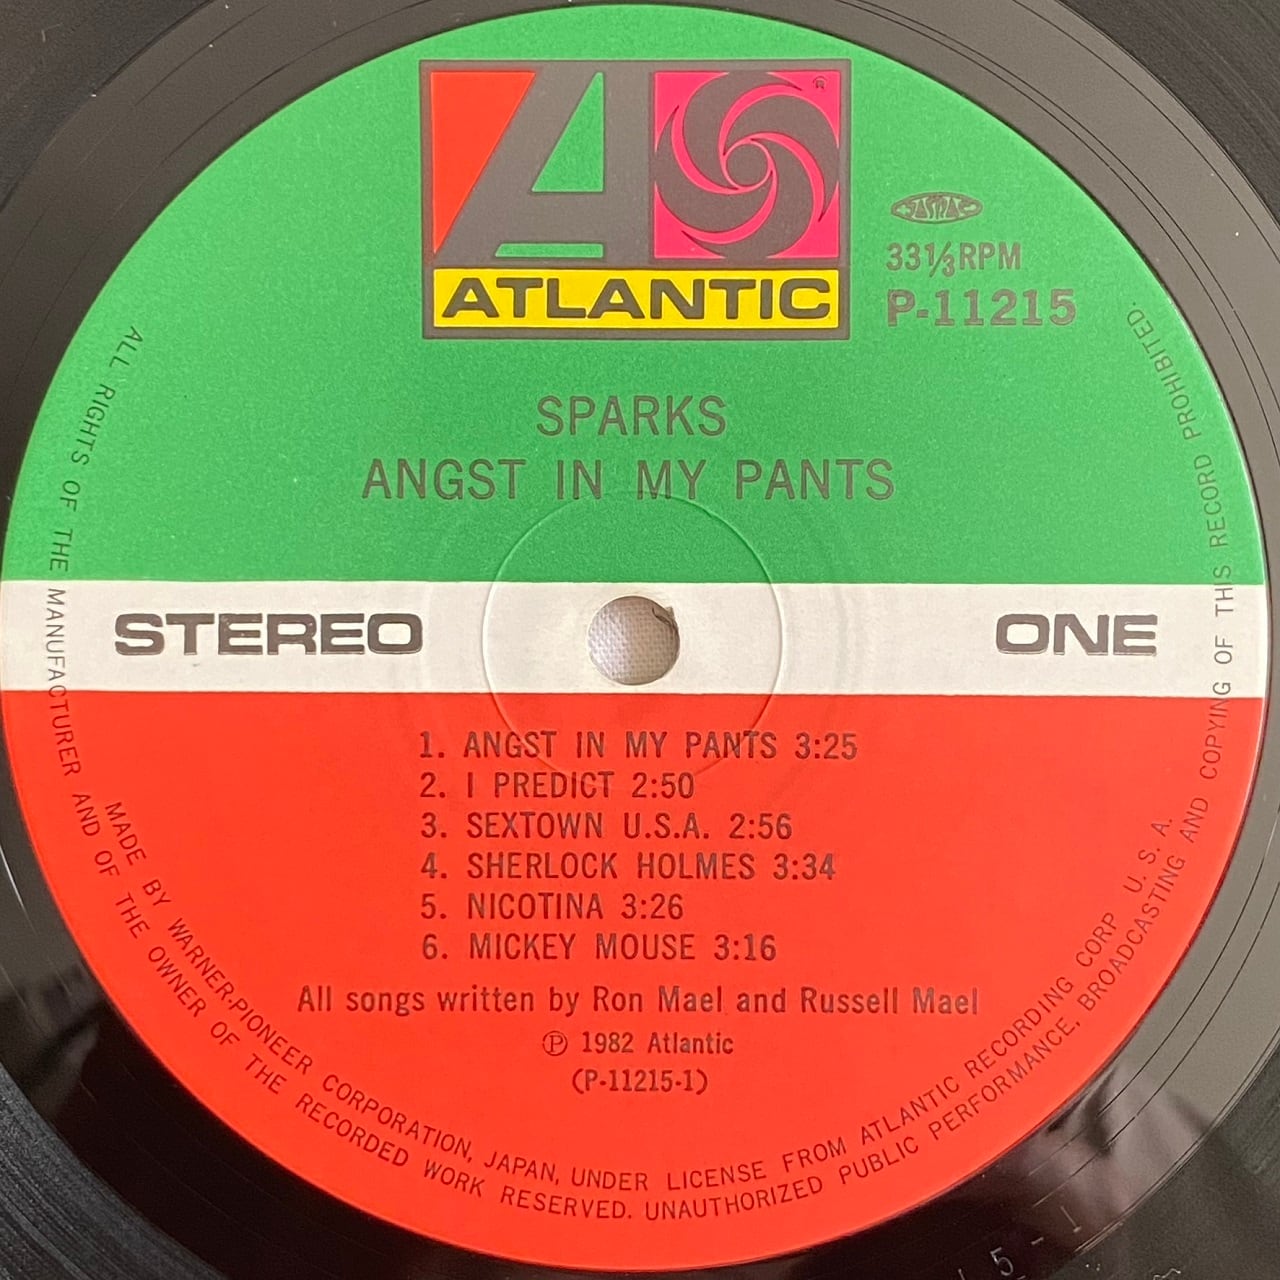 ATLANTIC
®
JASRAC
33⅓RPM
P-11215
SPARKS
ANGST IN MY PANTS
STEREO
ONE
1. ANGST IN MY PANTS 3:25
2. I PREDICT 2:50
3. SEXTOWN U.S.A. 2:56
4. SHERLOCK HOLMES 3:34
5. NICOTINA 3:26
6. MICKEY MOUSE 3:16
All songs written by Ron Mael and Russell Mael
℗ 1982 Atlantic
(P-11215-1)
MADE BY WARNER-PIONEER CORPORATION, JAPAN, UNDER LICENSE FROM ATLANTIC RECORDING CORP U. S. A.
ALL RIGHTS OF THE MANUFACTURER AND OF THE OWNER OF THE RECORDED WORK RESERVED. UNAUTHORIZED PUBLIC PERFORMANCE, BROADCASTING AND COPYING OF THIS RECORD PROHIBITED